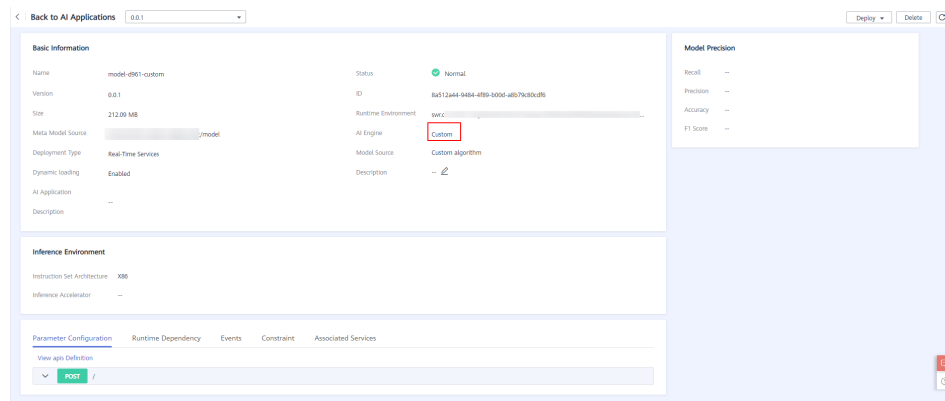 Back to AI Applications 0.0.1 Deploy Delete
Basic Information
Name model-d961-custom Status Normal
Version 0.0.1 ID 8a512a44-9484-4f89-b00d-a6b79c80cdf6
Size 212.09 MB Runtime Environment swr.c ...
Meta Model Source /model AI Engine Custom
Deployment Type Real-Time Services Model Source Custom algorithm
Dynamic loading Enabled Description --
AI Application
Description --
Model Precision
Recall --
Precision --
Accuracy --
F1 Score --
Inference Environment
Instruction Set Architecture X86
Inference Accelerator --
Parameter Configuration Runtime Dependency Events Constraint Associated Services
View apis Definition
POST /